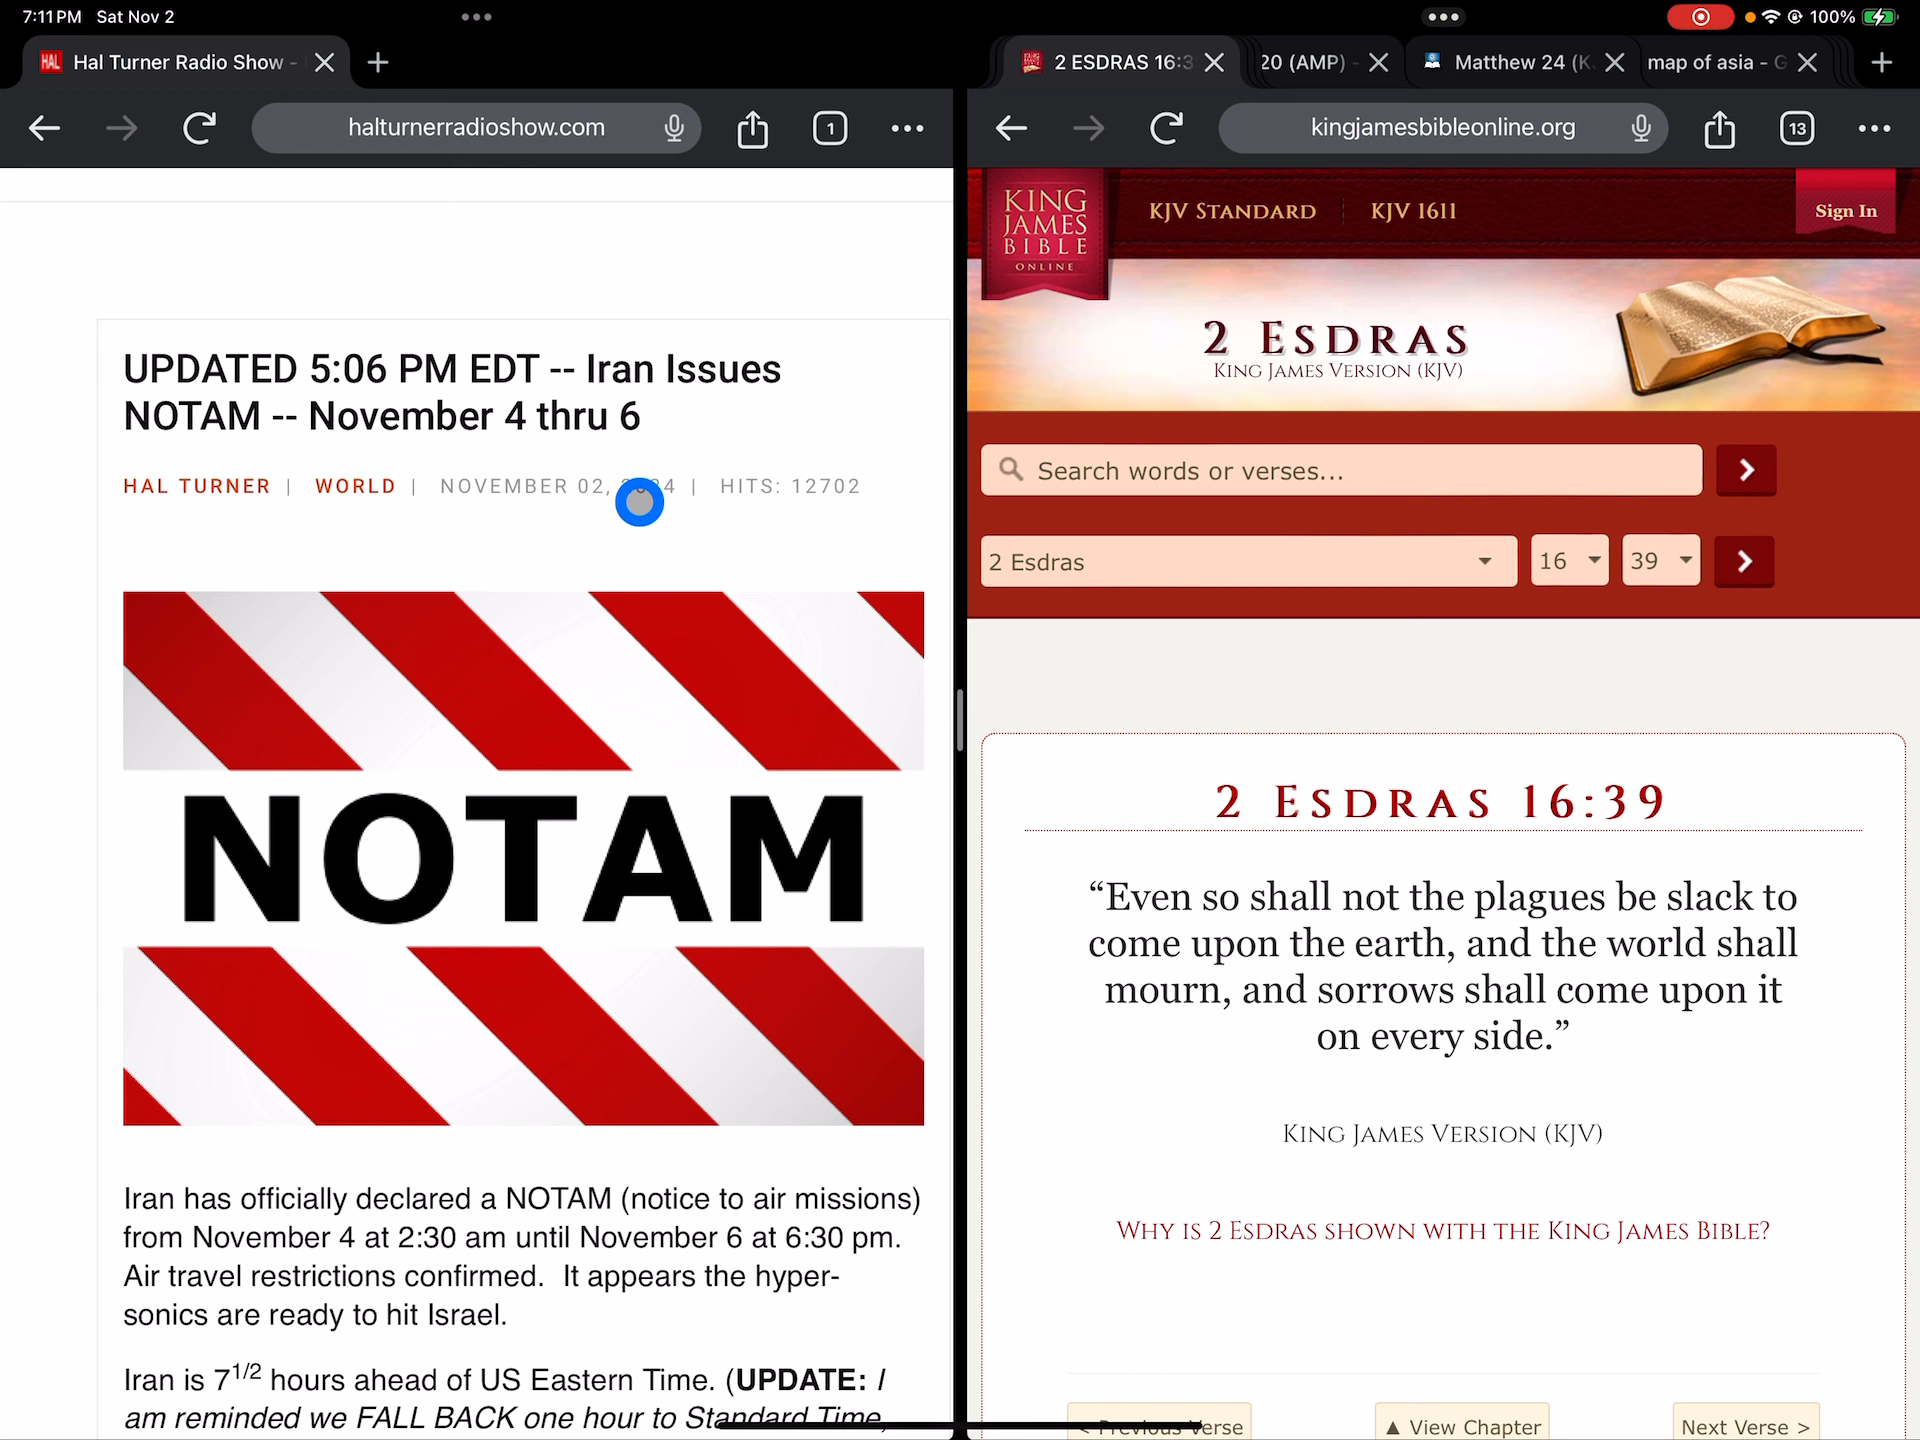 7:11 PM Sat Nov 2
100%
HAL Hal Turner Radio Show -
halturnerradioshow.com
1
UPDATED 5:06 PM EDT -- Iran Issues
NOTAM -- November 4 thru 6
HAL TURNER | WORLD | NOVEMBER 02, | HITS: 12702
NOTAM
Iran has officially declared a NOTAM (notice to air missions)
from November 4 at 2:30 am until November 6 at 6:30 pm.
Air travel restrictions confirmed. It appears the hyper-
sonics are ready to hit Israel.
Iran is 7 1/2 hours ahead of US Eastern Time. (UPDATE: I
am reminded we FALL BACK one hour to Standard Time,
2 ESDRAS 16:3
20 (AMP) -
Matthew 24 (K
map of asia - G
kingjamesbibleonline.org
13
KING
JAMES
BIBLE
ONLINE
KJV STANDARD
KJV 1611
Sign In
2 ESDRAS
KING JAMES VERSION (KJV)
Search words or verses...
2 Esdras
16
39
2 ESDRAS 16:39
“Even so shall not the plagues be slack to
come upon the earth, and the world shall
mourn, and sorrows shall come upon it
on every side.”
KING JAMES VERSION (KJV)
WHY IS 2 ESDRAS SHOWN WITH THE KING JAMES BIBLE?
< Previous Verse
▲ View Chapter
Next Verse >